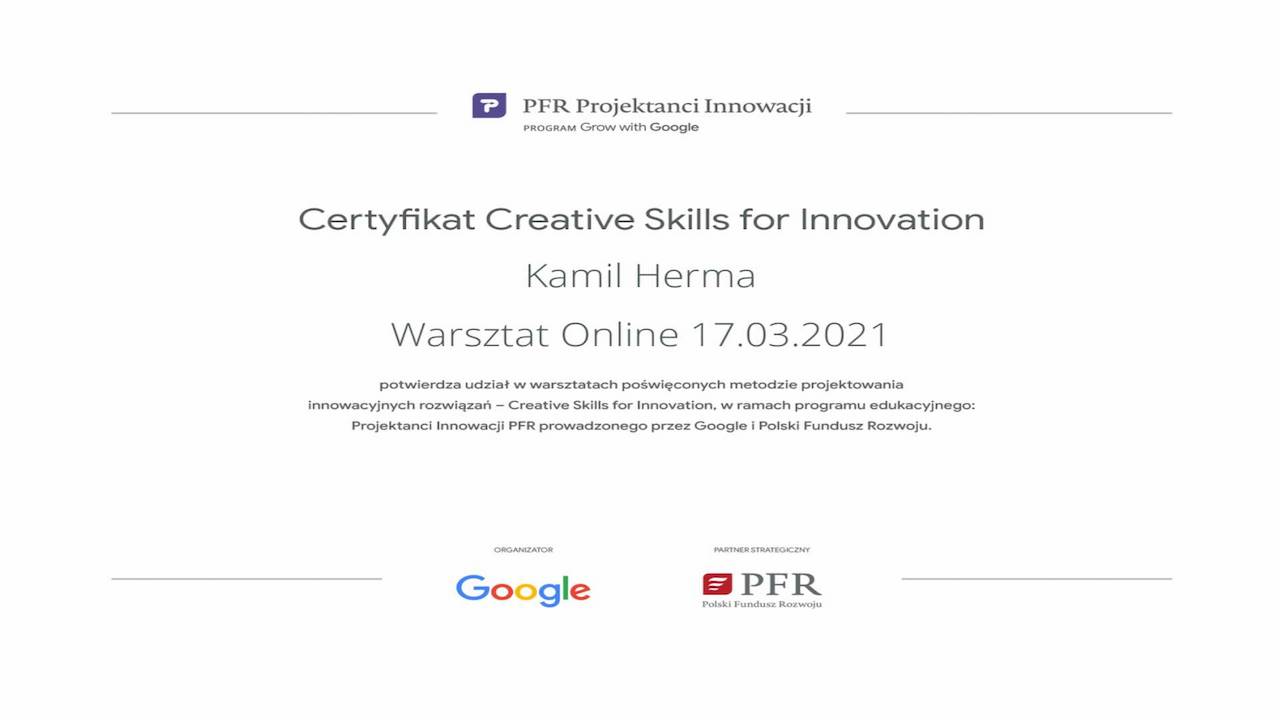 PFR Projektanci Innowacji
PROGRAM Grow with Google
Certyfikat Creative Skills for Innovation
Kamil Herma
Warsztat Online 17.03.2021
potwierdza udział w warsztatach poświęconych metodzie projektowania
innowacyjnych rozwiązań – Creative Skills for Innovation, w ramach programu edukacyjnego:
Projektanci Innowacji PFR prowadzonego przez Google i Polski Fundusz Rozwoju.
ORGANIZATOR
Google
PARTNER STRATEGICZNY
PFR
Polski Fundusz Rozwoju